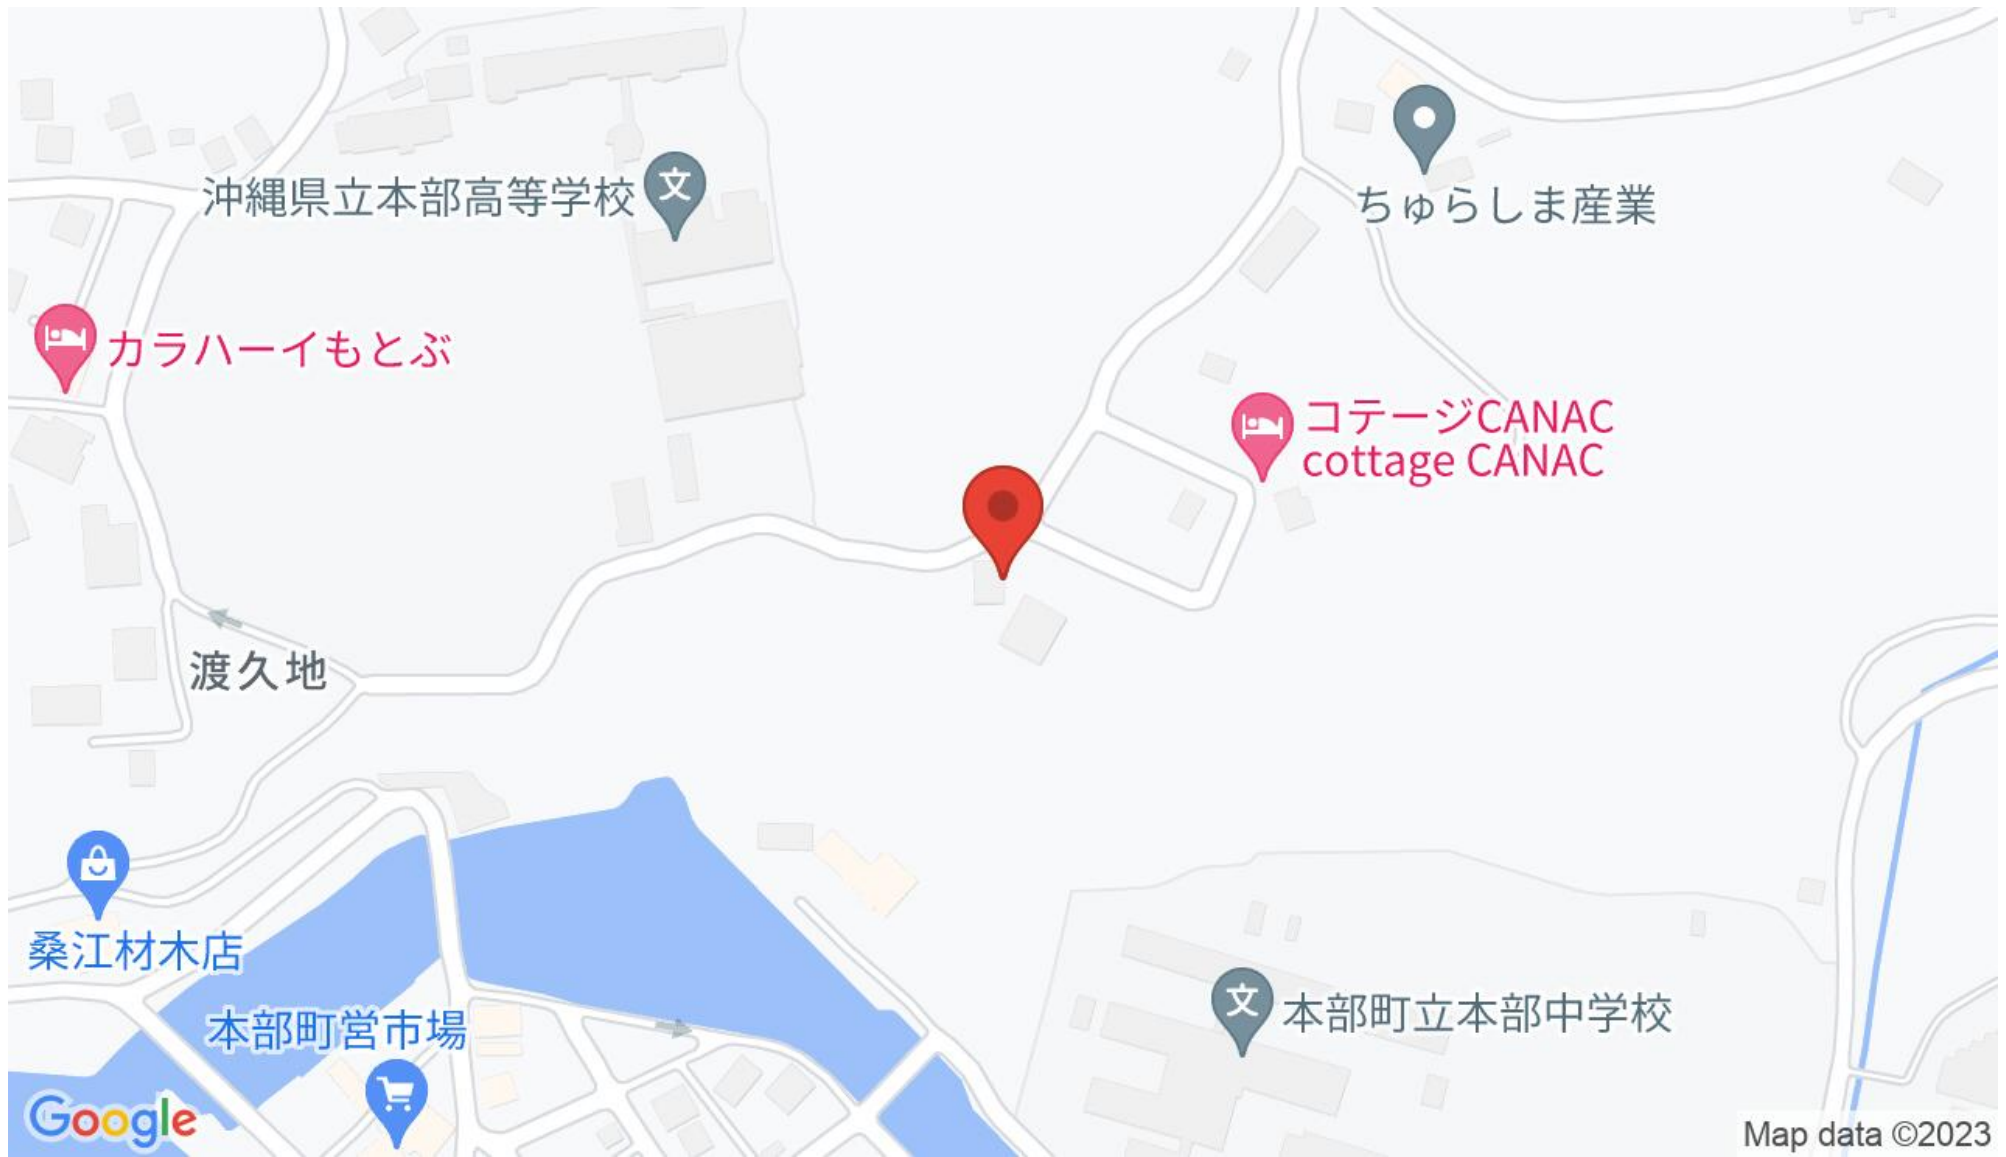 沖縄県立本部高等学校
文
ちゅらしま産業
カラハーイもとぶ
コテージCANAC
cottage CANAC
渡久地
桑江材木店
本部町営市場
文
本部町立本部中学校
Google
Map data ©2023